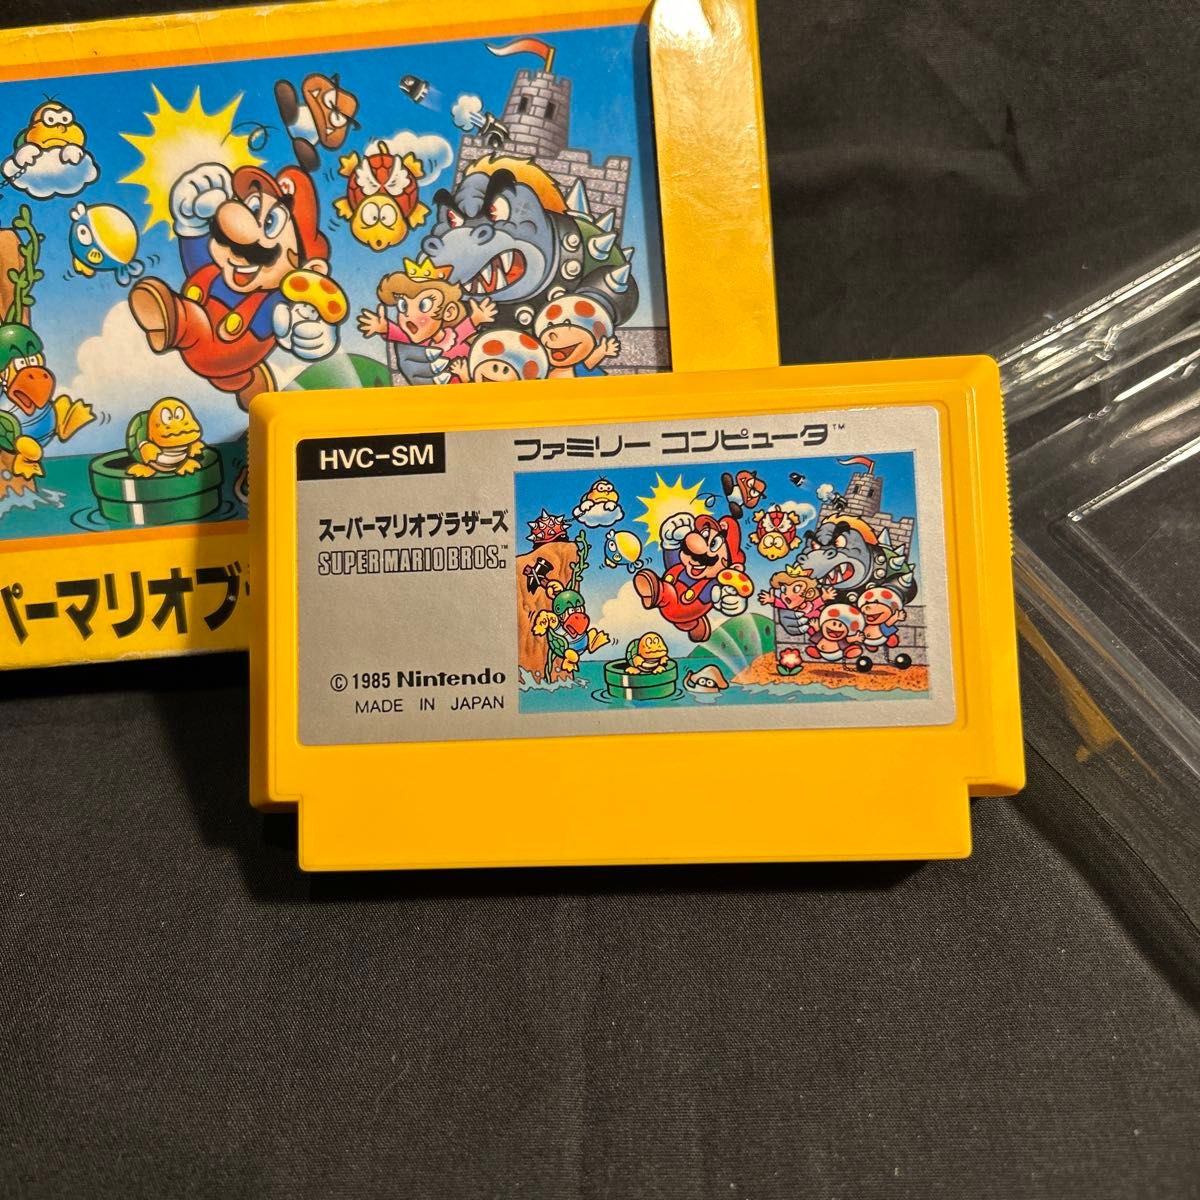 パーマリオブ
HVC-SM
ファミリー コンピュータ™
スーパーマリオブラザーズ
SUPER MARIO BROS.™
© 1985 Nintendo
MADE IN JAPAN